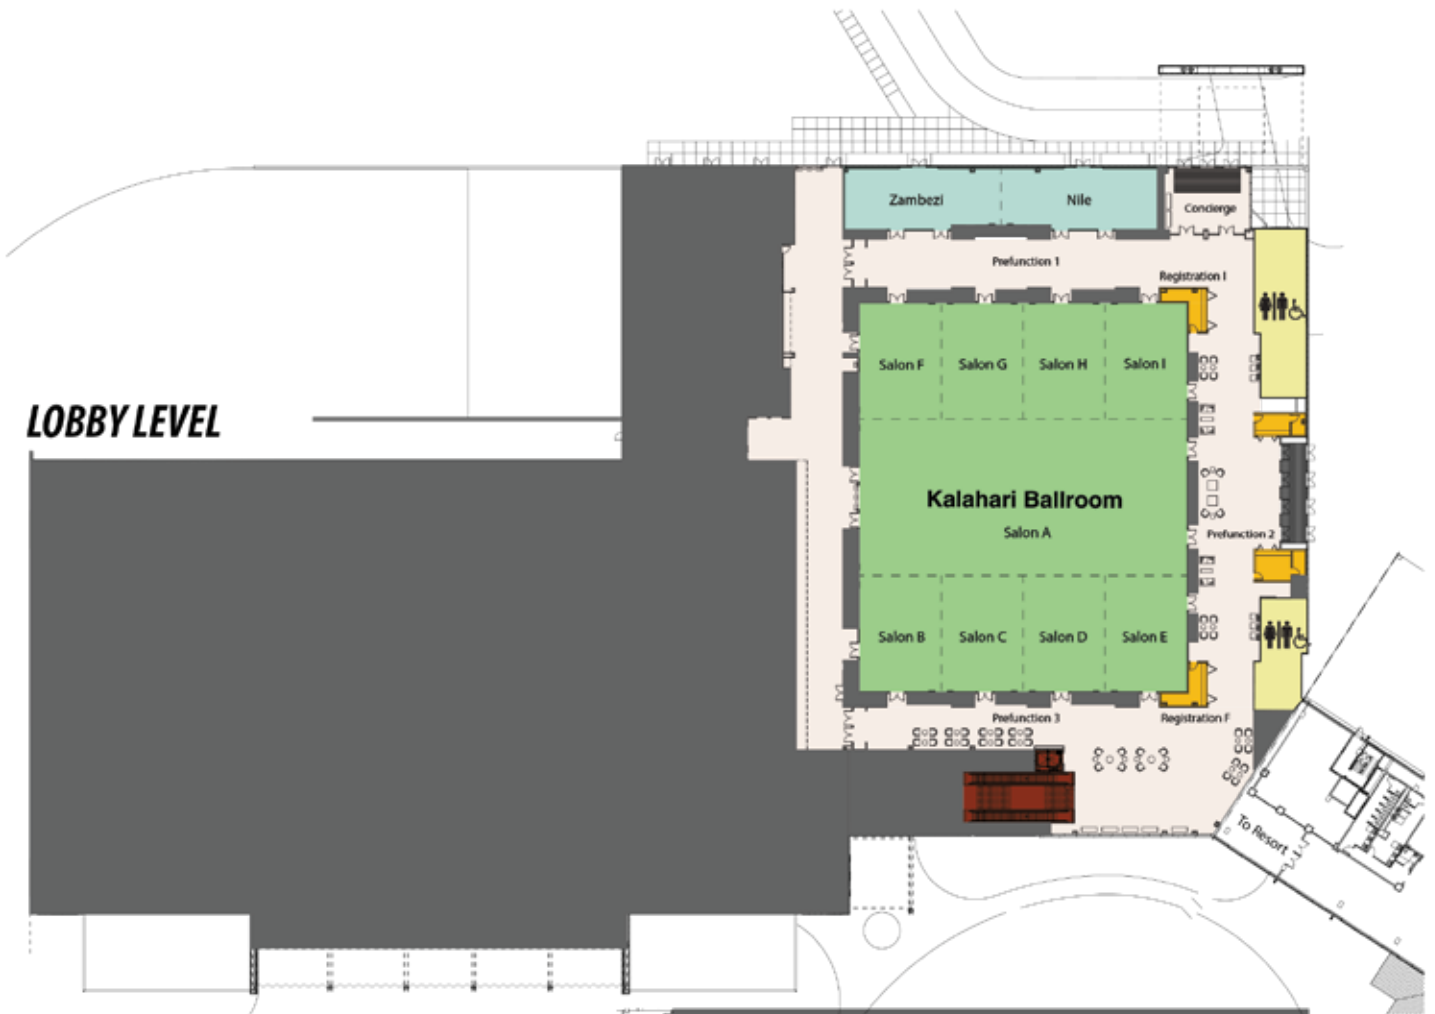 Zambezi
Nile
Concierge
Prefunction 1
Registration I
Salon F
Salon G
Salon H
Salon I
LOBBY LEVEL
Kalahari Ballroom
Salon A
Prefunction 2
Salon B
Salon C
Salon D
Salon E
Prefunction 3
Registration F
To Resort